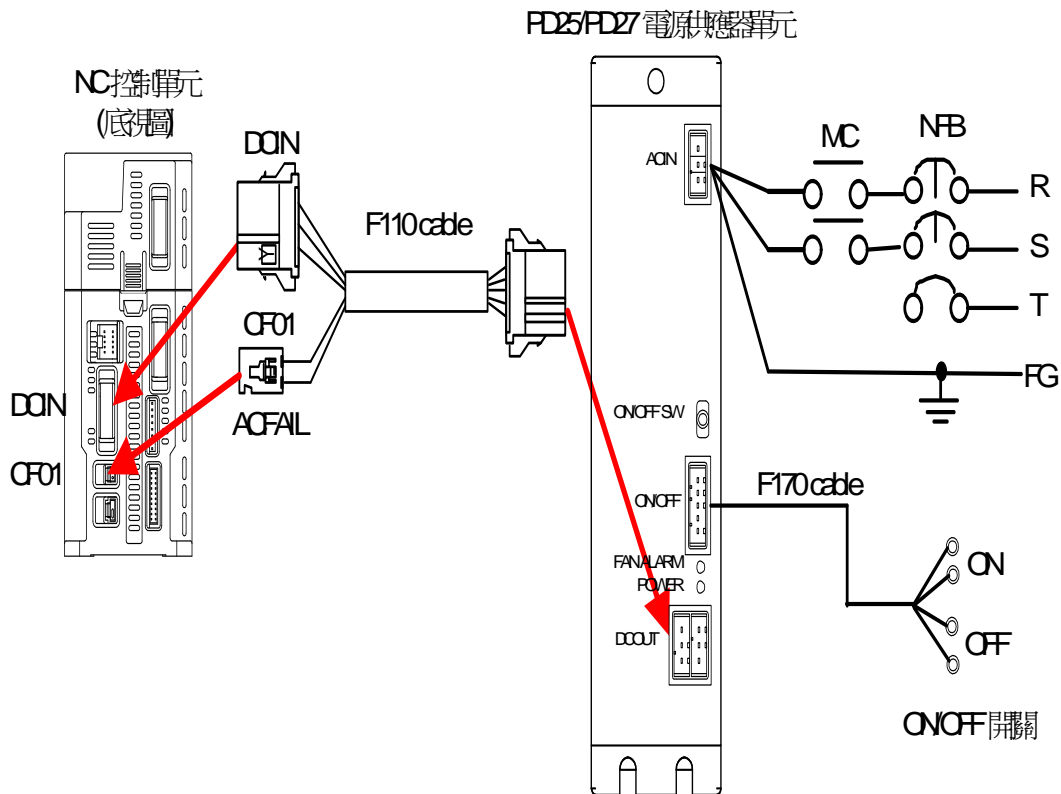 PD25/PD27 電源供應器單元
NC控制單元
(底視圖)
DCIN
F110 cable
CF01
ACFAIL
DCIN
CF01
ACIN
MC
NFB
R
S
T
FG
ON/OFF SW
ON/OFF
FAN ALARM
POWER
DCOUT
F170 cable
ON
OFF
ON/OFF 開關
Y